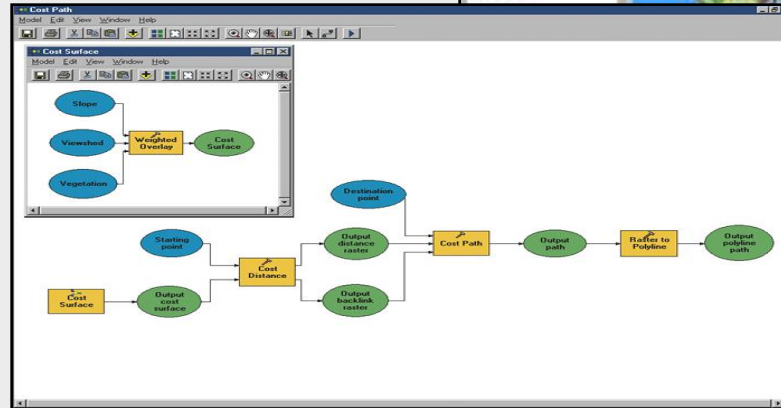 Cost Path
Model Edit View Window Help
Cost Surface
Model Edit View Window Help
Slope
Viewshed
Vegetation
Weighted
Overlay
Cost
Surface
Destination
point
Starting
point
Cost
Distance
Output
distance
raster
Output
backlink
raster
Cost
Surface
Output
cost
surface
Cost Path
Output
path
Raster to
Polyline
Output
polyline
path